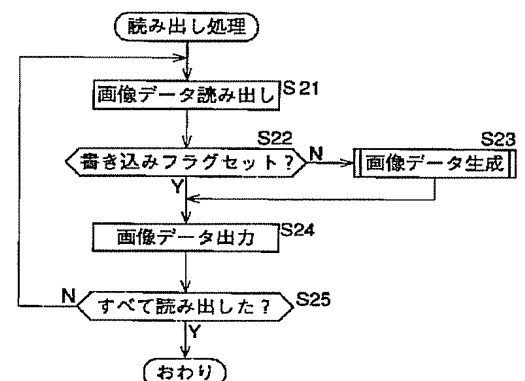 読み出し処理
画像データ読み出し S21
S22
書き込みフラグセット？ N
S23
画像データ生成
Y
画像データ出力 S24
N すべて読み出した？ S25
Y
おわり